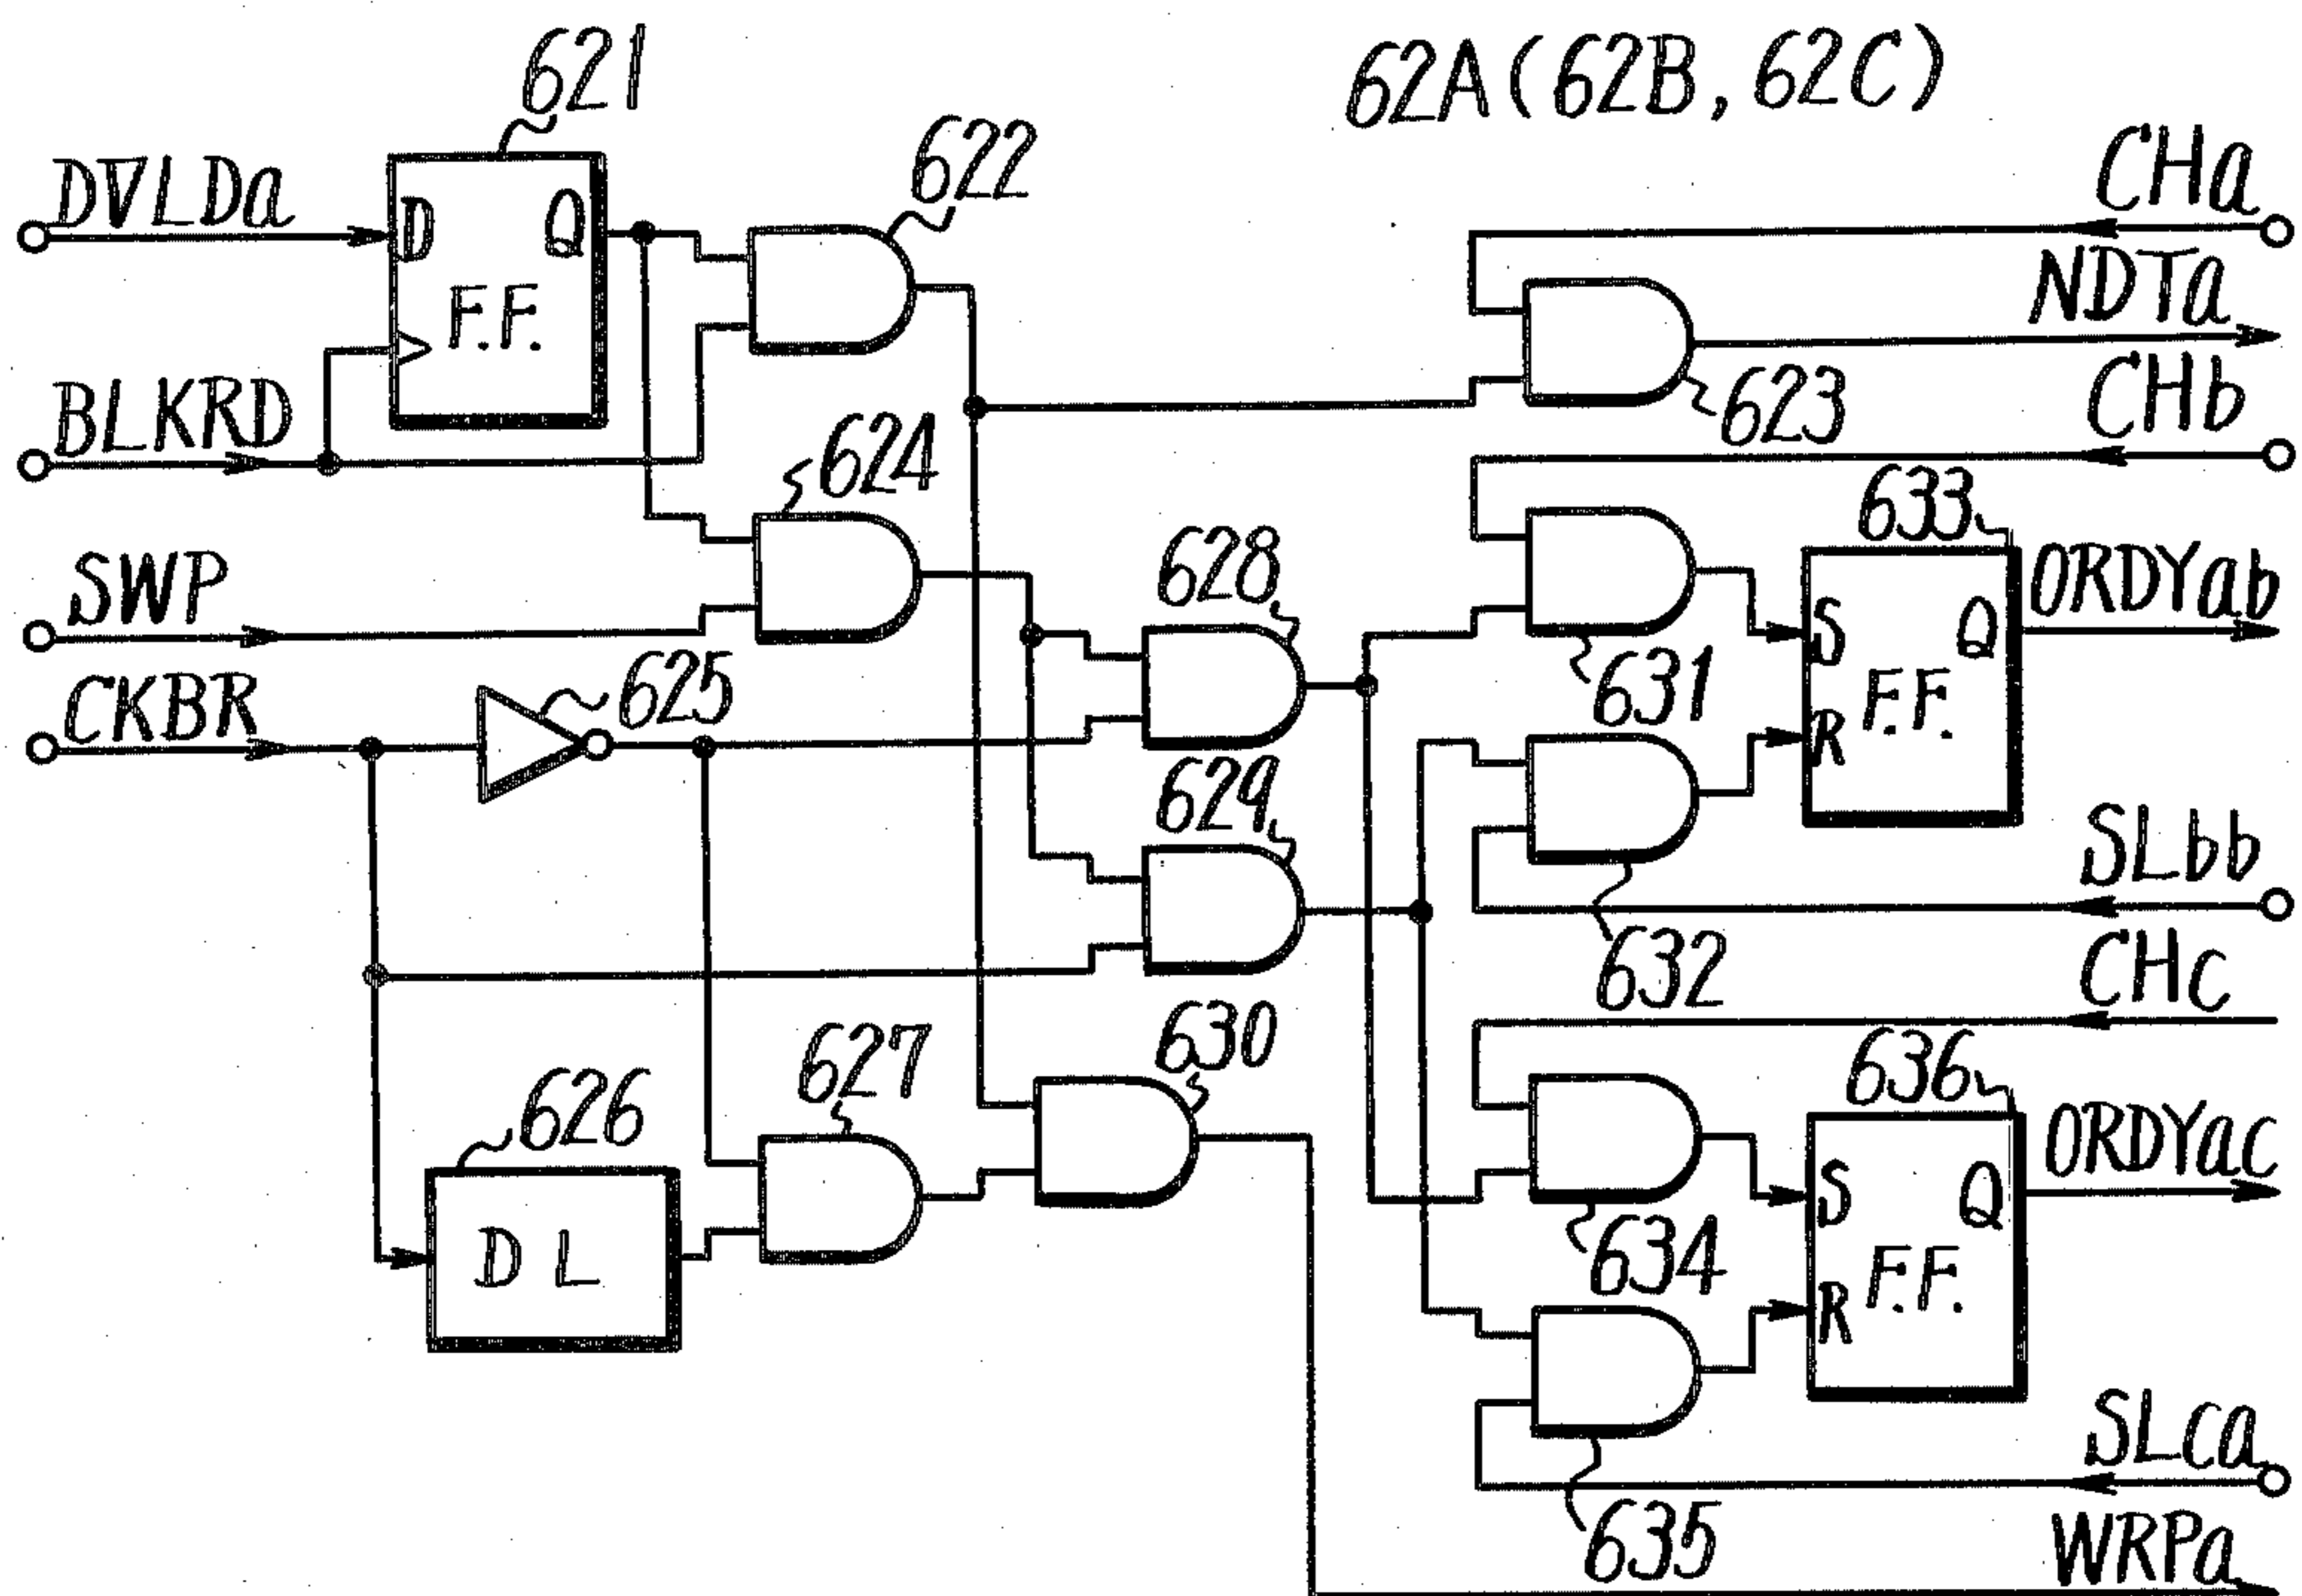 62A (62B, 62C)
621
622
DVLDa
D
Q
F.F.
CHa
NDTa
CHb
623
BLKRD
624
633
SWP
628
ORDYab
S
Q
F.F.
R
CKBR
625
631
629
SLbb
632
CHc
627
630
636
626
DL
ORDYac
S
Q
F.F.
R
634
SLca
635
WRPa